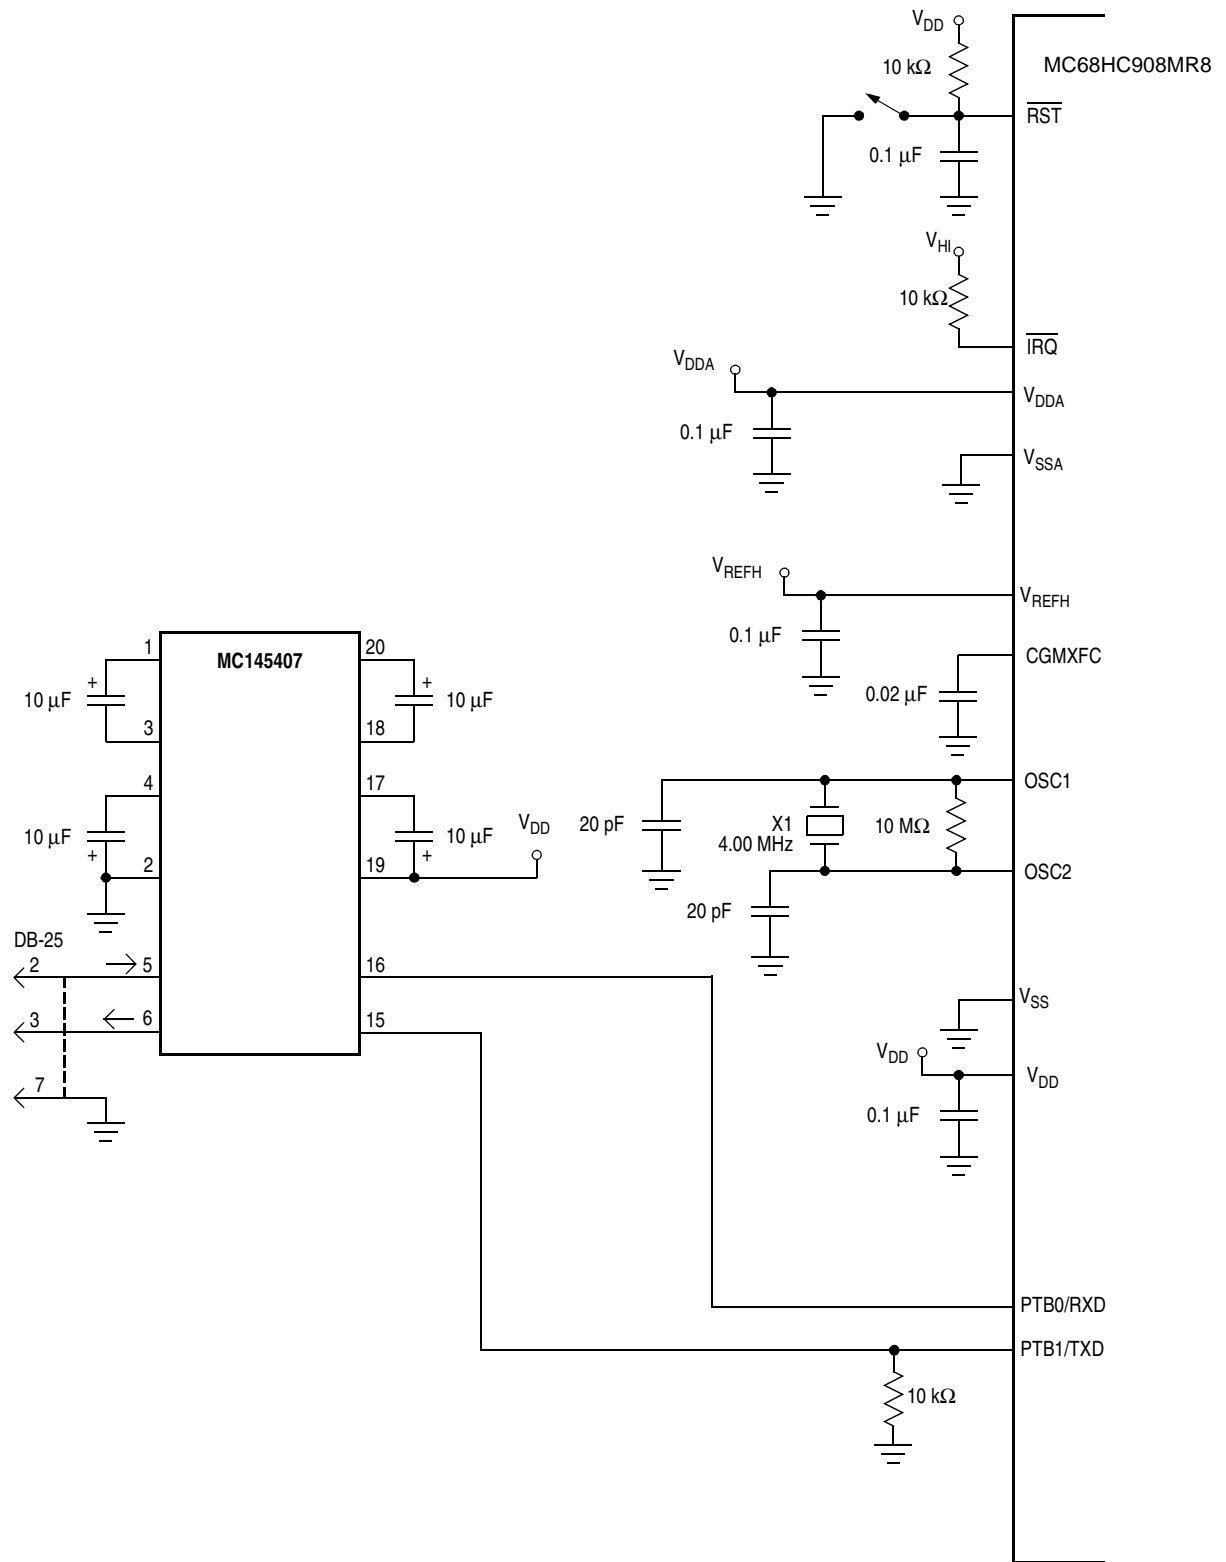 V_DD
10 kΩ
MC68HC908MR8
RST
0.1 µF
V_HI
10 kΩ
IRQ
V_DDA
V_DDA
0.1 µF
V_SSA
V_REFH
V_REFH
0.1 µF
CGMXFC
0.02 µF
MC145407
1
20
+
10 µF
+
10 µF
3
18
4
17
10 µF
+
10 µF
+
2
19
V_DD
OSC1
20 pF
X1
4.00 MHz
10 MΩ
OSC2
20 pF
DB-25
2
5
16
3
6
15
7
V_SS
V_DD
V_DD
0.1 µF
PTB0/RXD
PTB1/TXD
10 kΩ